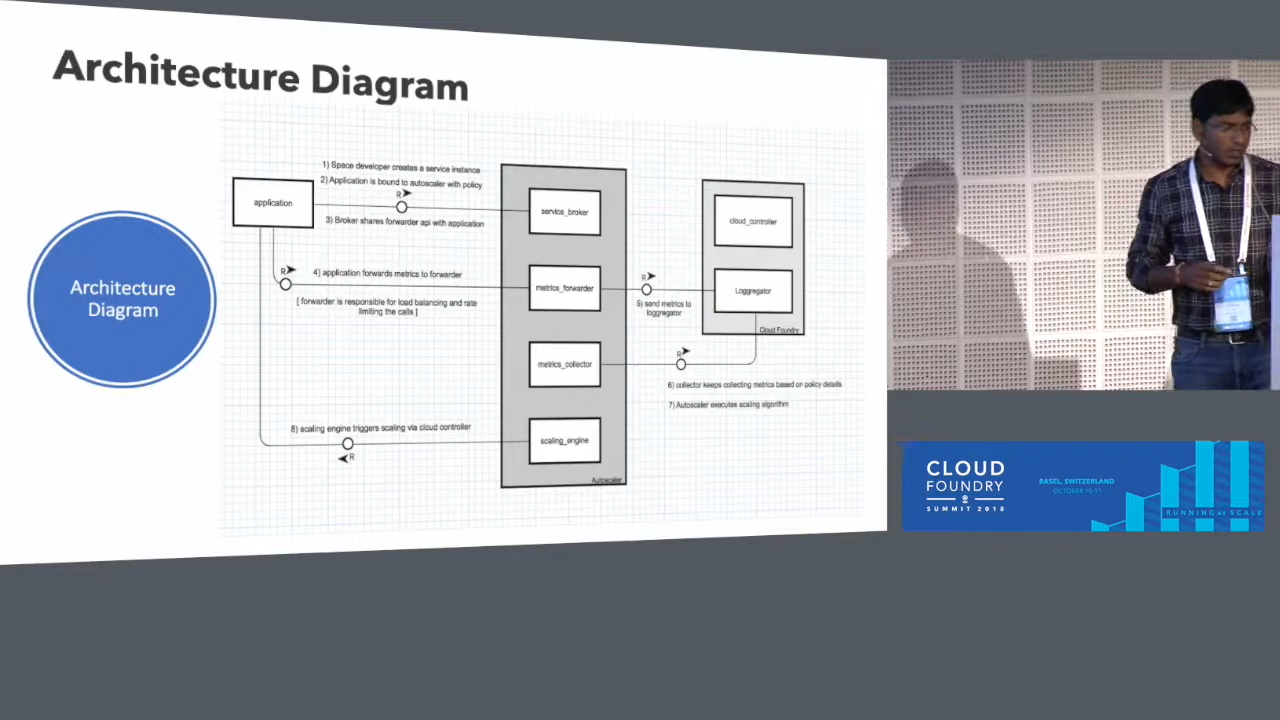 Architecture Diagram
Architecture
Diagram
1) Space developer creates a service instance
2) Application is bound to autoscaler with policy
R
3) Broker shares forwarder api with application
application
R
4) application forwards metrics to forwarder
[ forwarder is responsible for load balancing and rate
limiting the calls ]
8) scaling engine triggers scaling via cloud controller
R
service_broker
metrics_forwarder
metrics_collector
scaling_engine
Autoscaler
R
5) send metrics to
loggregator
cloud_controller
Loggregator
Cloud Foundry
R
6) collector keeps collecting metrics based on policy details
7) Autoscaler executes scaling algorithm
CLOUD
FOUNDRY
SUMMIT 2018
BASEL, SWITZERLAND
OCTOBER 10-11
RUNNING AT SCALE